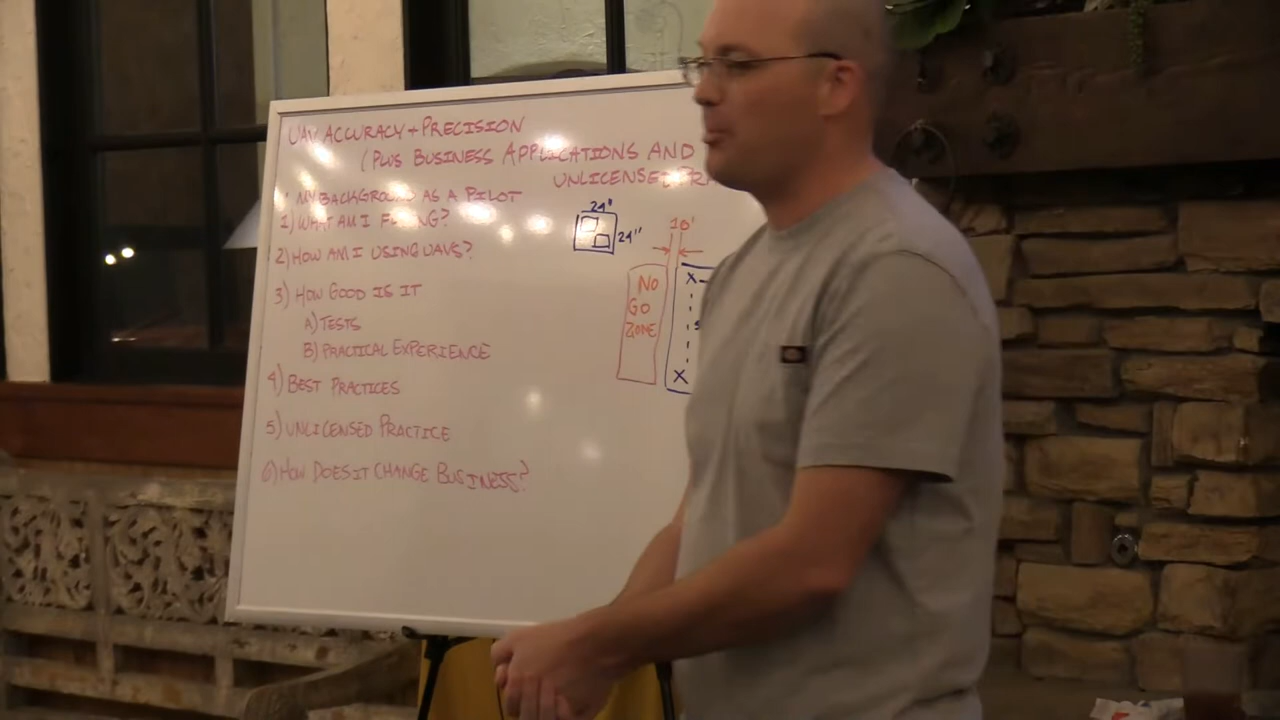 UAV ACCURACY + PRECISION
(PLUS BUSINESS APPLICATIONS AND
UNLICENSED
* MY BACKGROUND AS A PILOT
1) WHAT AM I FLYING?
2) HOW AM I USING UAVS?
3) HOW GOOD IS IT
A) TESTS
B) PRACTICAL EXPERIENCE
4) BEST PRACTICES
5) UNLICENSED PRACTICE
6) HOW DOES IT CHANGE BUSINESS?
24"
24"
10'
NO
GO
ZONE
X
X